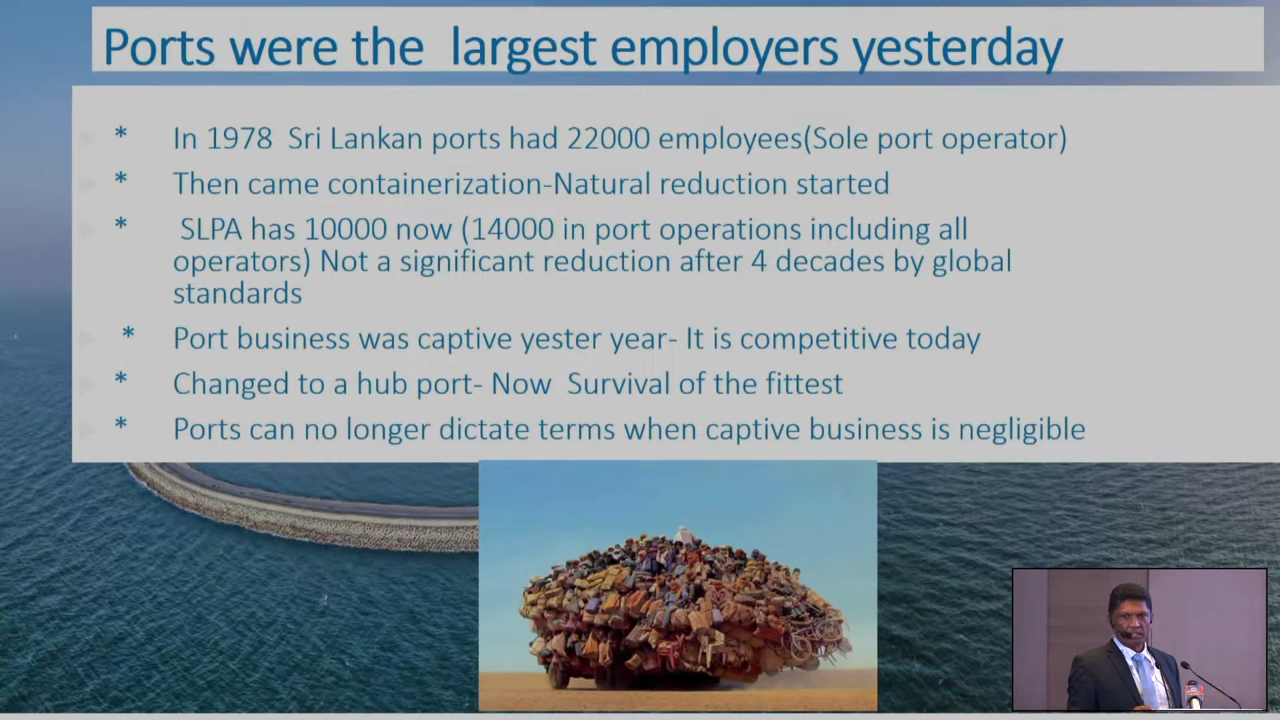 Ports were the largest employers yesterday
* In 1978 Sri Lankan ports had 22000 employees(Sole port operator)
* Then came containerization-Natural reduction started
* SLPA has 10000 now (14000 in port operations including all
operators) Not a significant reduction after 4 decades by global
standards
* Port business was captive yester year- It is competitive today
* Changed to a hub port- Now Survival of the fittest
* Ports can no longer dictate terms when captive business is negligible